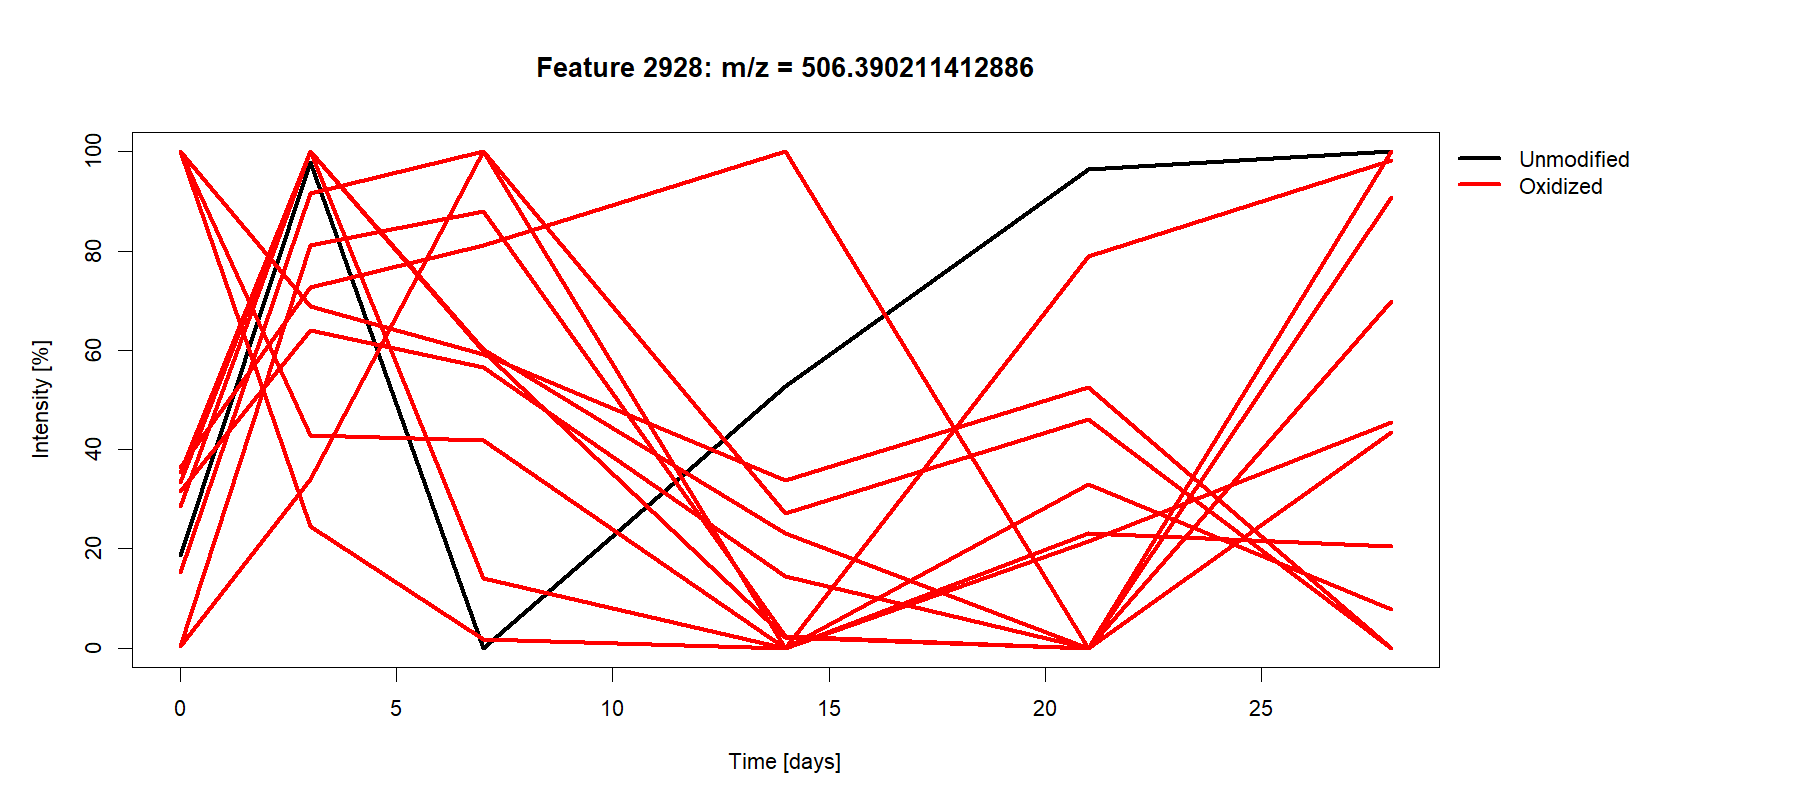 Feature 2928: m/z = 506.390211412886
Unmodified
Oxidized
Intensity [%]
100
80
60
40
20
0
0 5 10 15 20 25
Time [days]